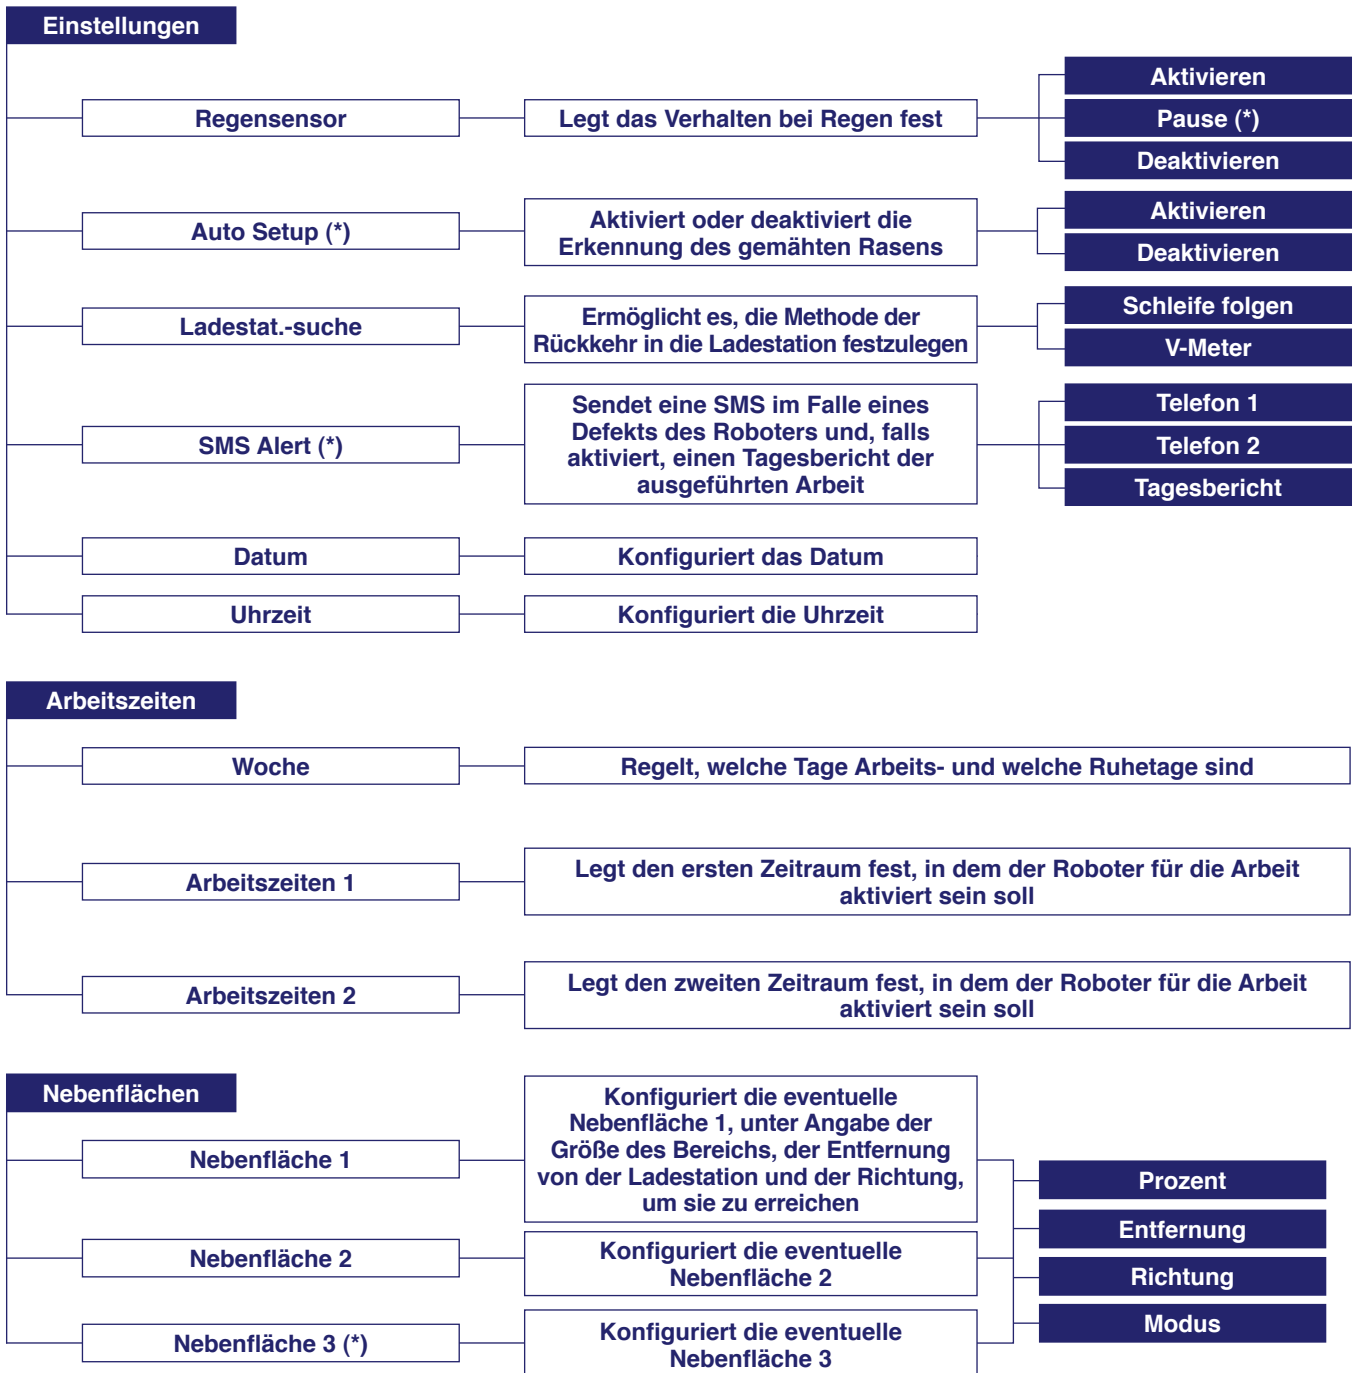 Einstellungen
Regensensor
Legt das Verhalten bei Regen fest
Aktivieren
Pause (*)
Deaktivieren
Auto Setup (*)
Aktiviert oder deaktiviert die
Erkennung des gemähten Rasens
Aktivieren
Deaktivieren
Ladestat.-suche
Ermöglicht es, die Methode der
Rückkehr in die Ladestation festzulegen
Schleife folgen
V-Meter
SMS Alert (*)
Sendet eine SMS im Falle eines
Defekts des Roboters und, falls
aktiviert, einen Tagesbericht der
ausgeführten Arbeit
Telefon 1
Telefon 2
Tagesbericht
Datum
Konfiguriert das Datum
Uhrzeit
Konfiguriert die Uhrzeit
Arbeitszeiten
Woche
Regelt, welche Tage Arbeits- und welche Ruhetage sind
Arbeitszeiten 1
Legt den ersten Zeitraum fest, in dem der Roboter für die Arbeit
aktiviert sein soll
Arbeitszeiten 2
Legt den zweiten Zeitraum fest, in dem der Roboter für die Arbeit
aktiviert sein soll
Nebenflächen
Nebenfläche 1
Konfiguriert die eventuelle
Nebenfläche 1, unter Angabe der
Größe des Bereichs, der Entfernung
von der Ladestation und der Richtung,
um sie zu erreichen
Nebenfläche 2
Konfiguriert die eventuelle
Nebenfläche 2
Nebenfläche 3 (*)
Konfiguriert die eventuelle
Nebenfläche 3
Prozent
Entfernung
Richtung
Modus